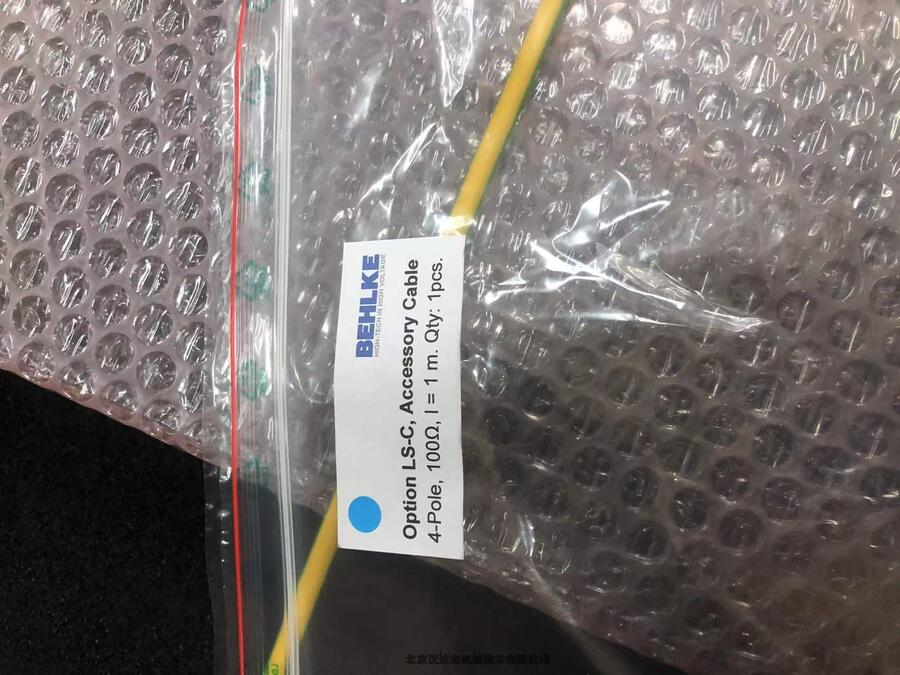 BEHLKE
HIGH-TECH IN HIGH VOLTAGE
Option LS-C, Accessory Cable
4-Pole, 100Ω, l = 1 m. Qty: 1pcs.